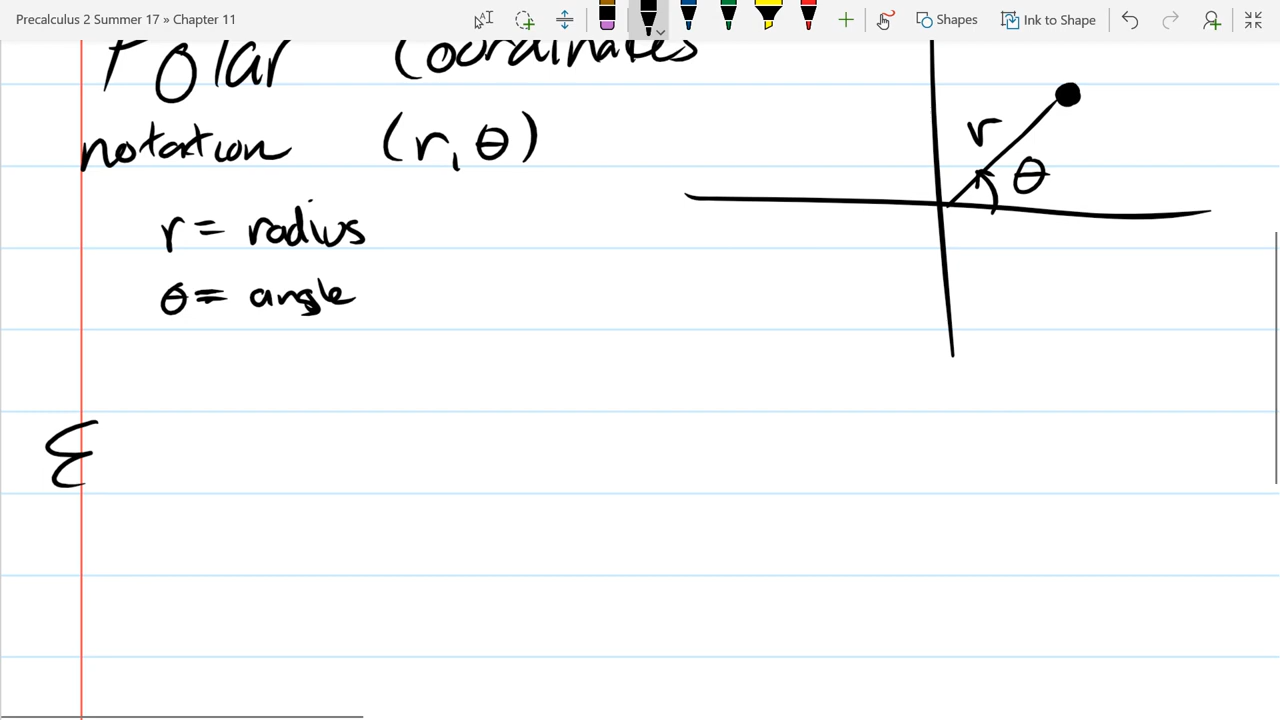 Precalculus 2 Summer 17 » Chapter 11
Shapes
Ink to Shape
Polar Coordinates
notation (r, θ)
r = radius
θ = angle
r
θ
E